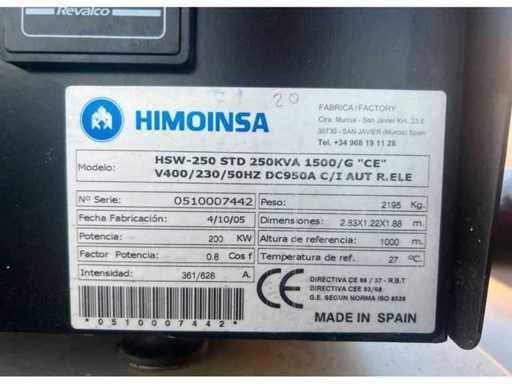 Revalco
71 20
HIMOINSA
FABRICA/FACTORY:
Ctra. Murcia - San Javier Km. 23.6
30730 - SAN JAVIER (Murcia) Spain
Tel. +34 968 19 11 28
Modelo: HSW-250 STD 250KVA 1500/G "CE"
V400/230/50HZ DC950A C/I AUT R.ELE
Nº Serie: 0510007442
Peso: 2195 Kg.
Fecha Fabricación: 4/10/05
Dimensiones: 2.83X1.22X1.88 m.
Potencia: 200 KW
Altura de referencia: 1000 m.
Factor Potencia: 0.8 Cos f
Temperatura de ref: 27 ºC.
Intensidad: 361/628 A.
CE
DIRECTIVA CE 98 / 37 - R.B.T
DIRECTIVA CEE 93/68
G.E. SEGUN NORMA ISO 8528
*0510007442*
MADE IN SPAIN